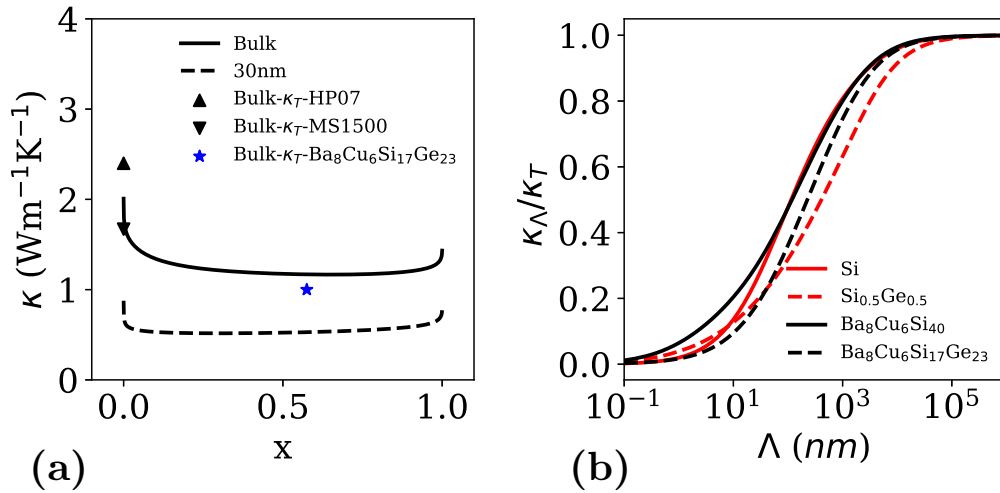 4
3
2
1
0
κ (Wm⁻¹K⁻¹)
Bulk
30nm
Bulk-κ_T-HP07
Bulk-κ_T-MS1500
Bulk-κ_T-Ba₈Cu₆Si₁₇Ge₂₃
0.0 0.5 1.0
x
(a)
1.0
0.8
0.6
0.4
0.2
0.0
κ_Λ/κ_T
Si
Si₀.₅Ge₀.₅
Ba₈Cu₆Si₄₀
Ba₈Cu₆Si₁₇Ge₂₃
10⁻¹ 10¹ 10³ 10⁵
Λ (nm)
(b)